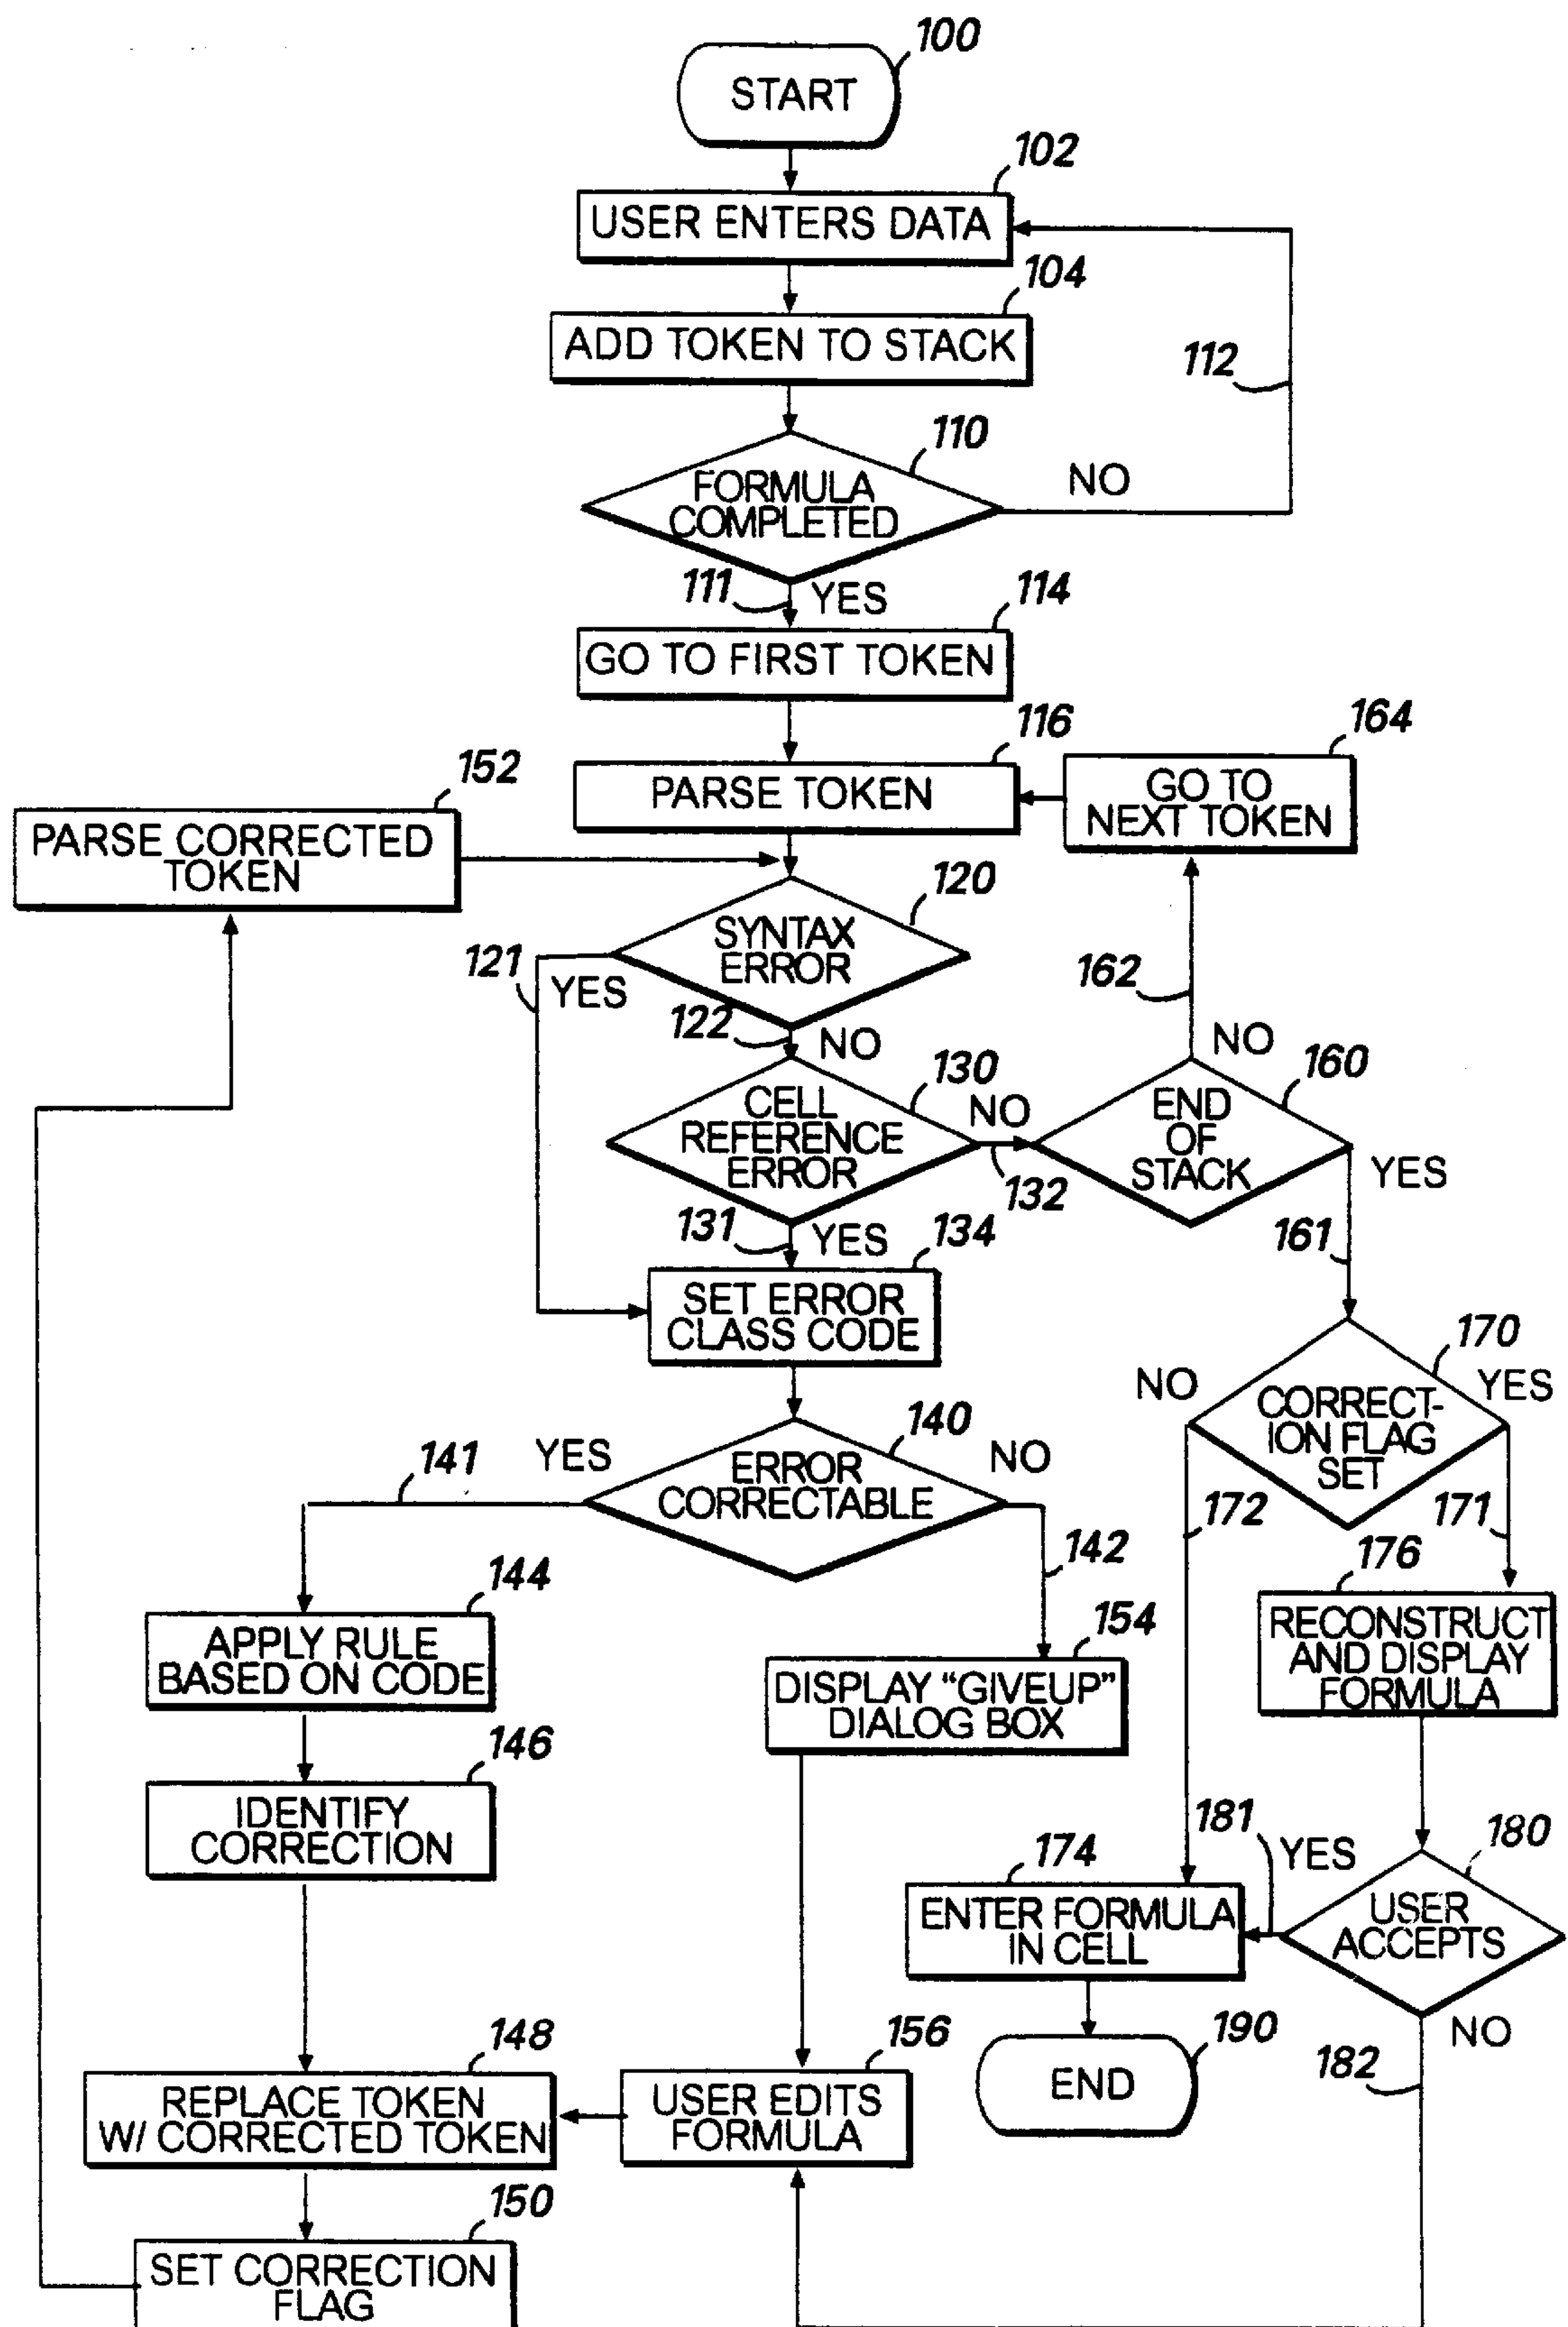 100
START
102
USER ENTERS DATA
104
ADD TOKEN TO STACK
112
110
FORMULA
COMPLETED
NO
111
YES
114
GO TO FIRST TOKEN
116
PARSE TOKEN
164
GO TO
NEXT TOKEN
152
PARSE CORRECTED
TOKEN
120
SYNTAX
ERROR
121
YES
122
NO
162
NO
130
CELL
REFERENCE
ERROR
NO
132
160
END
OF
STACK
YES
161
131
YES
134
SET ERROR
CLASS CODE
170
NO
YES
CORRECT-
ION FLAG
SET
172
171
140
YES
NO
ERROR
CORRECTABLE
141
142
144
APPLY RULE
BASED ON CODE
154
DISPLAY “GIVEUP”
DIALOG BOX
176
RECONSTRUCT
AND DISPLAY
FORMULA
146
IDENTIFY
CORRECTION
181
YES
180
USER
ACCEPTS
174
ENTER FORMULA
IN CELL
NO
182
190
END
148
REPLACE TOKEN
W/ CORRECTED TOKEN
156
USER EDITS
FORMULA
150
SET CORRECTION
FLAG